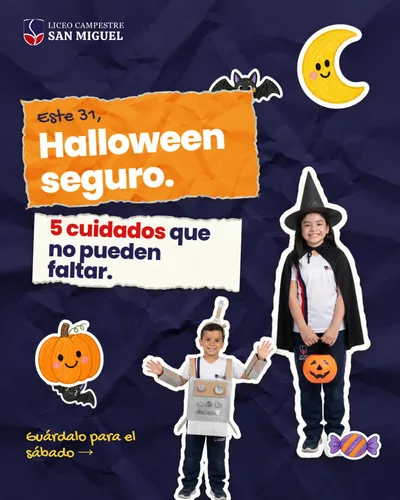 LICEO CAMPESTRE
SAN MIGUEL
Este 31,
Halloween
seguro.
5 cuidados que
no pueden
faltar.
Guárdalo para el
sábado →